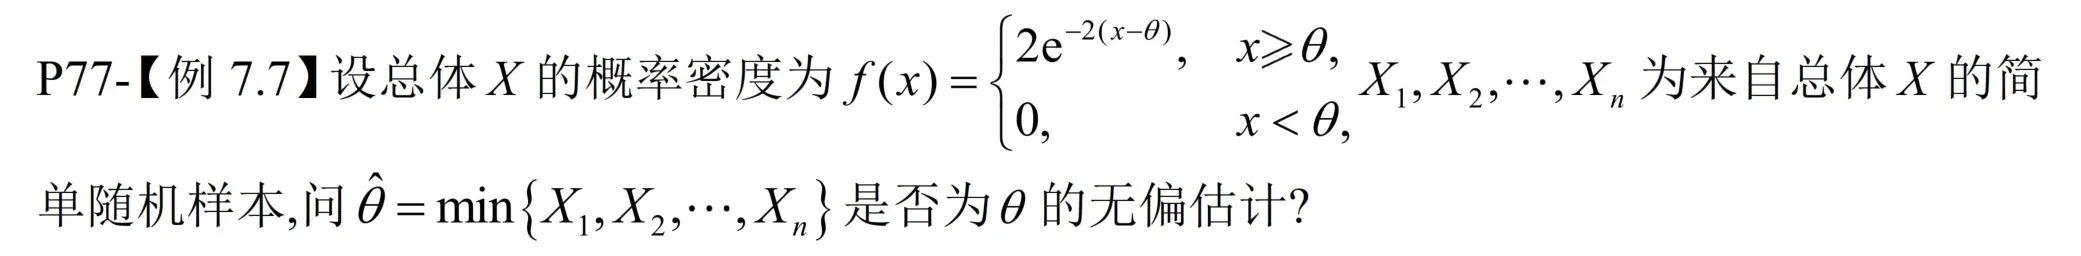 P77-【例 7.7】设总体 X 的概率密度为 f(x) = { 2e^{-2(x-θ)}, x⩾θ, 0, x < θ, X₁, X₂, ⋯, Xₙ 为来自总体 X 的简
单随机样本,问 θ̂ = min{X₁, X₂, ⋯, Xₙ} 是否为 θ 的无偏估计?